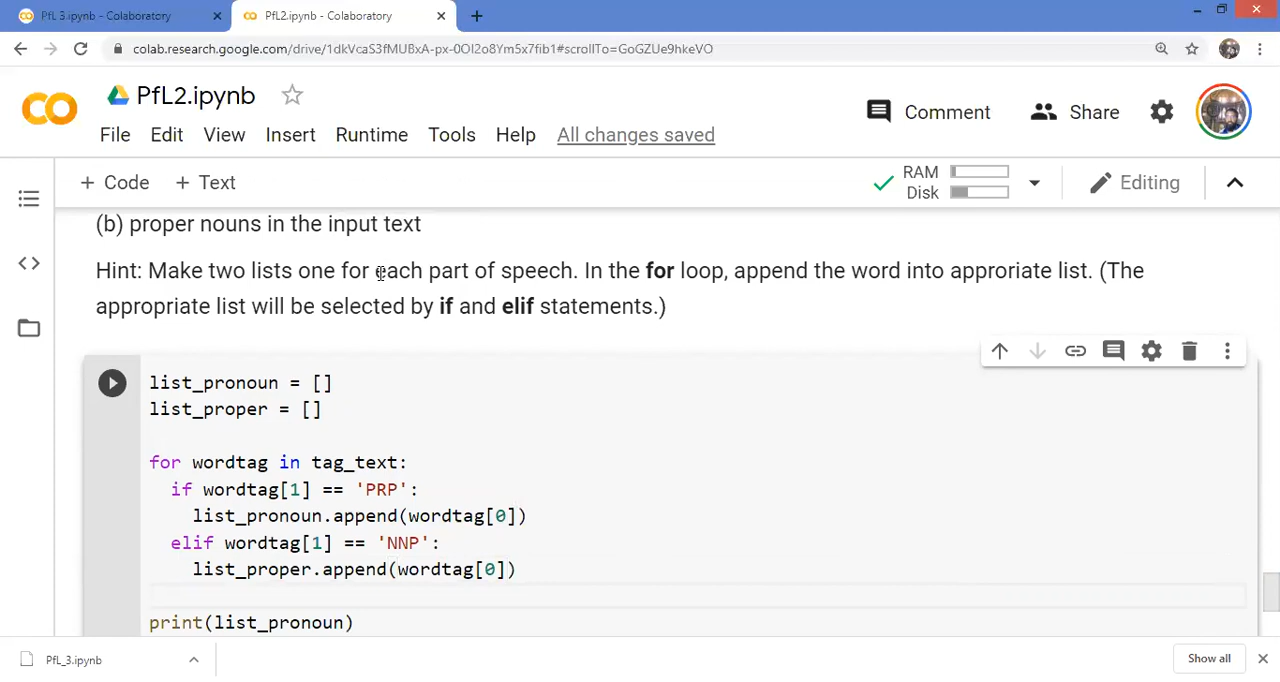 PfL 3.ipynb - Colaboratory
PfL2.ipynb - Colaboratory
colab.research.google.com/drive/1dkVcaS3fMUBxA-px-0Ol2o8Ym5x7fib1#scrollTo=GoGZUe9hkeVO
PfL2.ipynb
Comment
Share
File Edit View Insert Runtime Tools Help All changes saved
+ Code + Text
RAM
Disk
Editing
(b) proper nouns in the input text
Hint: Make two lists one for each part of speech. In the for loop, append the word into approriate list. (The
appropriate list will be selected by if and elif statements.)
list_pronoun = []
list_proper = []
for wordtag in tag_text:
if wordtag[1] == 'PRP':
list_pronoun.append(wordtag[0])
elif wordtag[1] == 'NNP':
list_proper.append(wordtag[0])
print(list_pronoun)
PfL_3.ipynb
Show all